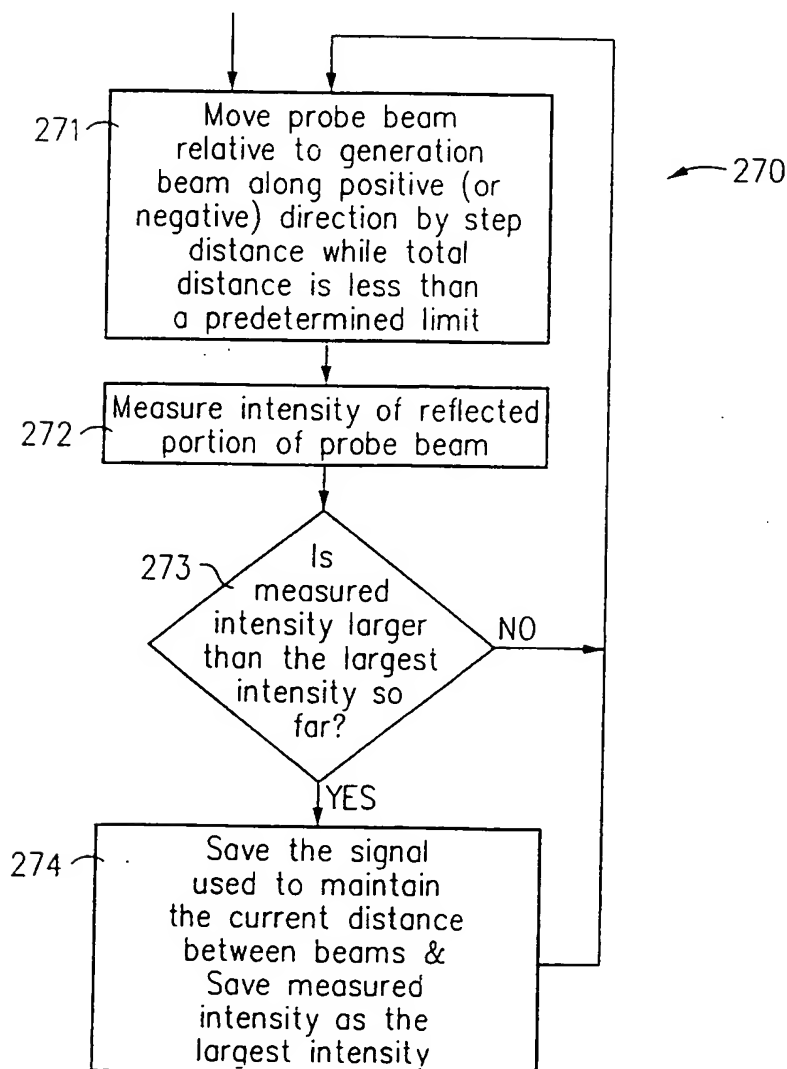 271
Move probe beam
relative to generation
beam along positive (or
negative) direction by step
distance while total
distance is less than
a predetermined limit
270
272
Measure intensity of reflected
portion of probe beam
273
Is
measured
intensity larger
than the largest
intensity so
far?
NO
YES
274
Save the signal
used to maintain
the current distance
between beams &
Save measured
intensity as the
largest intensity